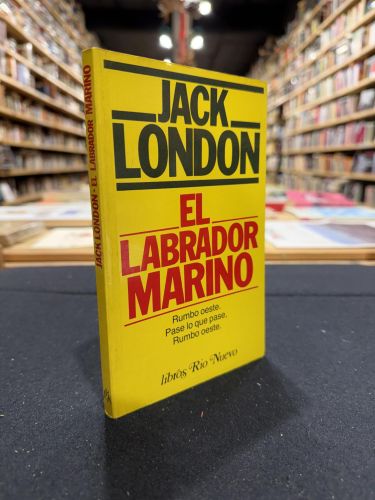 JACK
LONDON
EL
LABRADOR
MARINO
Rumbo oeste.
Pase lo que pase,
Rumbo oeste.
libros Río Nuevo
JACK LONDON - EL LABRADOR MARINO